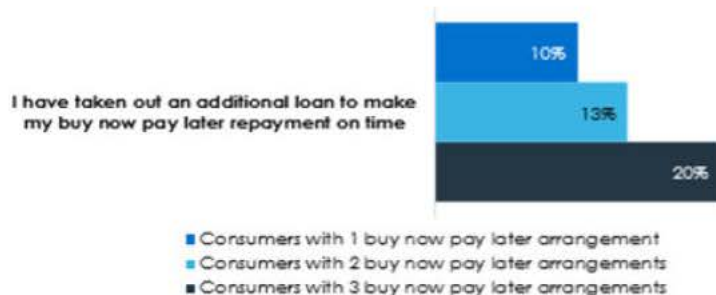 10%
I have taken out an additional loan to make
my buy now pay later repayment on time
13%
20%
Consumers with 1 buy now pay later arrangement
Consumers with 2 buy now pay later arrangements
Consumers with 3 buy now pay later arrangements